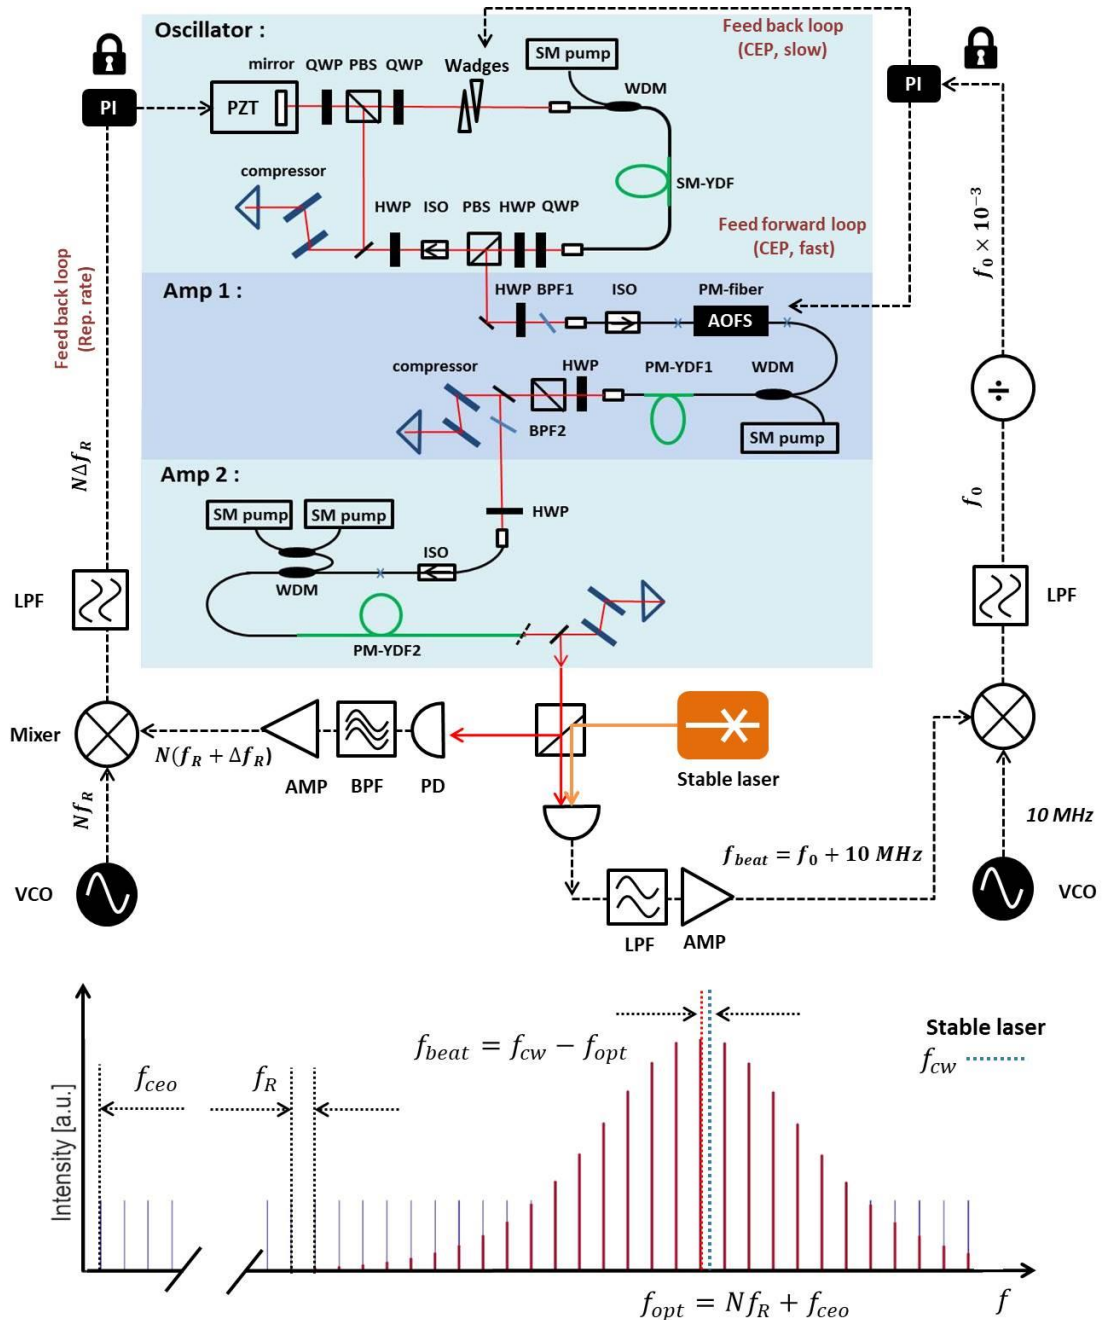 Oscillator :
Feed back loop
(CEP, slow)
SM pump
mirror QWP PBS QWP
Wadges
WDM
PI
PZT
PI
compressor
SM-YDF
HWP ISO PBS HWP QWP
Feed forward loop
(CEP, fast)
f₀ × 10⁻³
Feed back loop
(Rep. rate)
Amp 1 :
HWP BPF1 ISO PM-fiber
AOFS
compressor
HWP
PM-YDF1
WDM
÷
BPF2
SM pump
NΔf_R
Amp 2 :
f₀
SM pump
SM pump
HWP
ISO
WDM
LPF
LPF
PM-YDF2
Mixer
N(f_R + Δf_R)
AMP
BPF
PD
Stable laser
Nf_R
10 MHz
f_beat = f₀ + 10 MHz
VCO
VCO
LPF
AMP
Intensity [a.u.]
f_ceo
f_R
f_beat = f_cw − f_opt
Stable laser
f_cw
f_opt = Nf_R + f_ceo
f